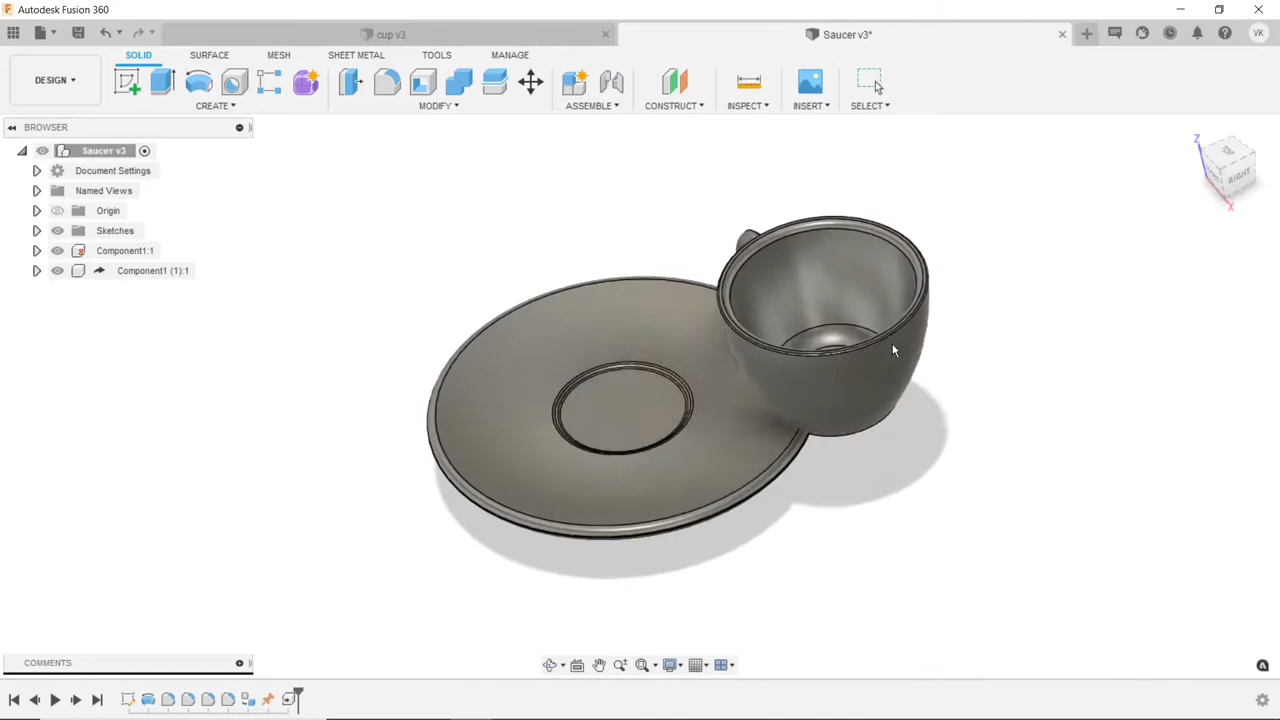 Autodesk Fusion 360
cup v3
Saucer v3*
VK
DESIGN
SOLID
SURFACE
MESH
SHEET METAL
TOOLS
MANAGE
CREATE
MODIFY
ASSEMBLE
CONSTRUCT
INSPECT
INSERT
SELECT
BROWSER
Saucer v3
Document Settings
Named Views
Origin
Sketches
Component1:1
Component1 (1):1
Z
RIGHT
X
COMMENTS